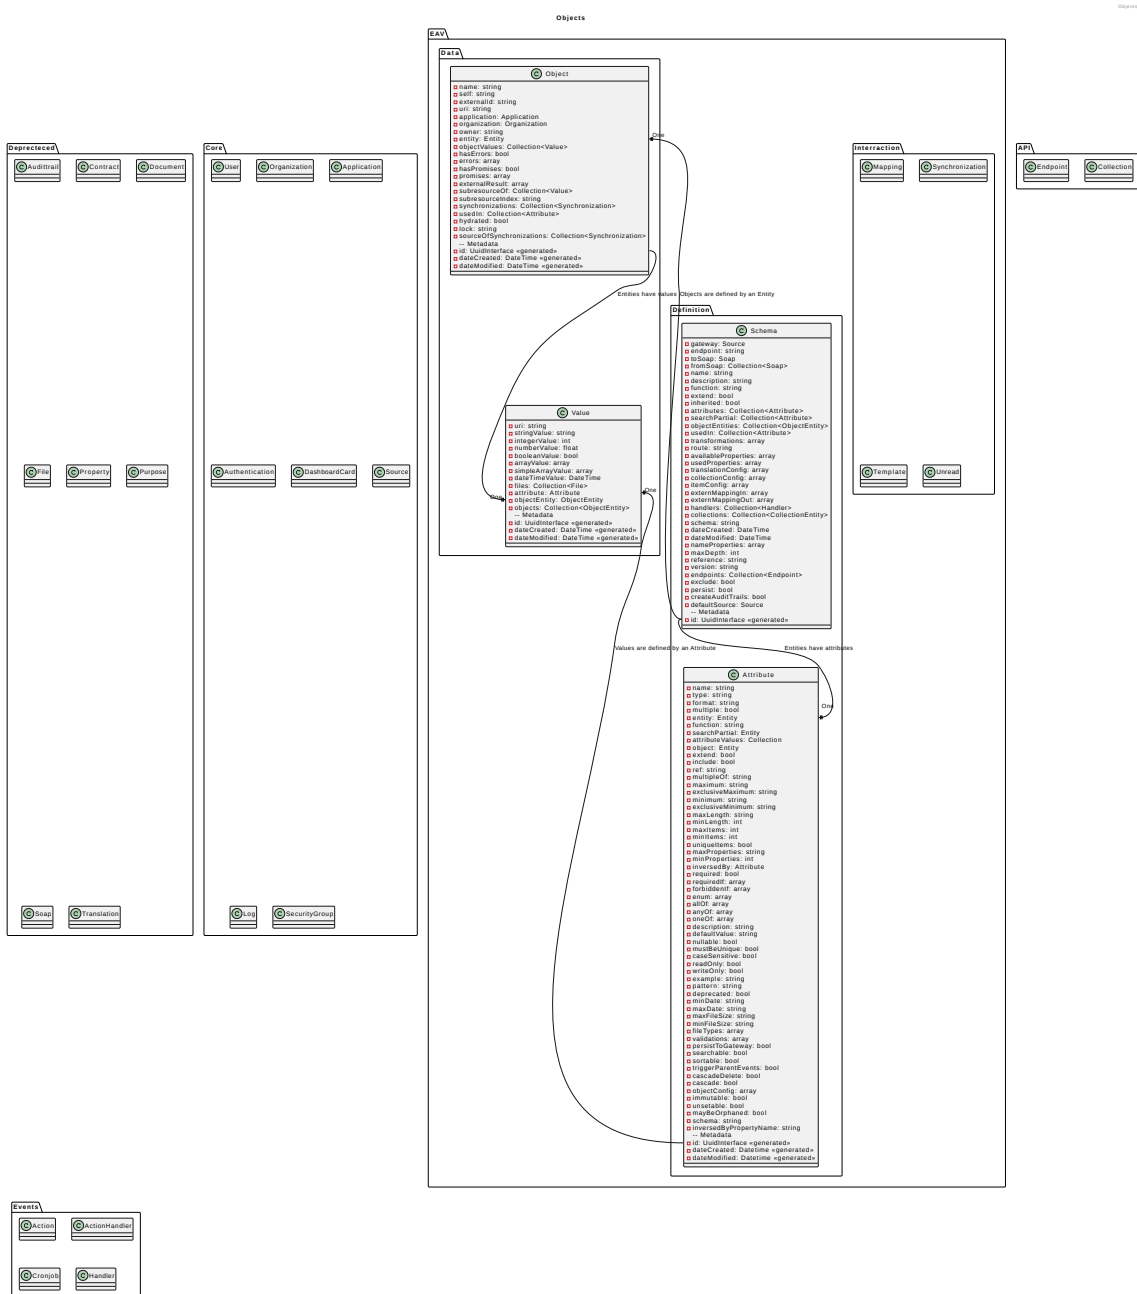 Objects
Objects
EAV
Data
Object
name: string
self: string
externalId: string
uri: string
application: Application
organization: Organization
owner: string
entity: Entity
objectValues: Collection<Value>
hasErrors: bool
errors: array
hasPromises: bool
promises: array
externalResult: array
subresourceOf: Collection<Value>
subresourceIndex: string
synchronizations: Collection<Synchronization>
usedIn: Collection<Attribute>
hydrated: bool
lock: string
sourceOfSynchronizations: Collection<Synchronization>
-- Metadata
id: UuidInterface «generated»
dateCreated: DateTime «generated»
dateModified: DateTime «generated»
One
Deprecteced
Audittrail
Contract
Document
File
Property
Purpose
Soap
Translation
Core
User
Organization
Application
Authentication
DashboardCard
Source
Log
SecurityGroup
Interraction
Mapping
Synchronization
Template
Unread
API
Endpoint
Collection
Entities have values
Objects are defined by an Entity
Definition
Schema
gateway: Source
endpoint: string
toSoap: Soap
fromSoap: Collection<Soap>
name: string
description: string
function: string
extend: bool
inherited: bool
attributes: Collection<Attribute>
searchPartial: Collection<Attribute>
objectEntities: Collection<ObjectEntity>
usedIn: Collection<Attribute>
transformations: array
route: string
availableProperties: array
usedProperties: array
translationConfig: array
collectionConfig: array
itemConfig: array
externMappingIn: array
externMappingOut: array
handlers: Collection<Handler>
collections: Collection<CollectionEntity>
schema: string
dateCreated: DateTime
dateModified: DateTime
nameProperties: array
maxDepth: int
reference: string
version: string
endpoints: Collection<Endpoint>
exclude: bool
persist: bool
createAuditTrails: bool
defaultSource: Source
-- Metadata
id: UuidInterface «generated»
Value
uri: string
stringValue: string
integerValue: int
numberValue: float
booleanValue: bool
arrayValue: array
simpleArrayValue: array
dateTimeValue: DateTime
files: Collection<File>
attribute: Attribute
objectEntity: ObjectEntity
objects: Collection<ObjectEntity>
-- Metadata
id: UuidInterface «generated»
dateCreated: DateTime «generated»
dateModified: DateTime «generated»
One
One
Values are defined by an Attribute
Entities have attributes
Attribute
name: string
type: string
format: string
multiple: bool
entity: Entity
function: string
searchPartial: Entity
attributeValues: Collection
object: Entity
extend: bool
include: bool
ref: string
multipleOf: string
maximum: string
exclusiveMaximum: string
minimum: string
exclusiveMinimum: string
maxLength: string
minLength: int
maxItems: int
minItems: int
uniqueItems: bool
maxProperties: string
minProperties: int
inversedBy: Attribute
required: bool
requiredIf: array
forbiddenIf: array
enum: array
allOf: array
anyOf: array
oneOf: array
description: string
defaultValue: string
nullable: bool
mustBeUnique: bool
caseSensitive: bool
readOnly: bool
writeOnly: bool
example: string
pattern: string
deprecated: bool
minDate: string
maxDate: string
maxFileSize: string
minFileSize: string
fileTypes: array
validations: array
persistToGateway: bool
searchable: bool
sortable: bool
triggerParentEvents: bool
cascadeDelete: bool
cascade: bool
objectConfig: array
immutable: bool
unsetable: bool
mayBeOrphaned: bool
schema: string
inversedByPropertyName: string
-- Metadata
id: UuidInterface «generated»
dateCreated: Datetime «generated»
dateModified: Datetime «generated»
One
Events
Action
ActionHandler
Cronjob
Handler